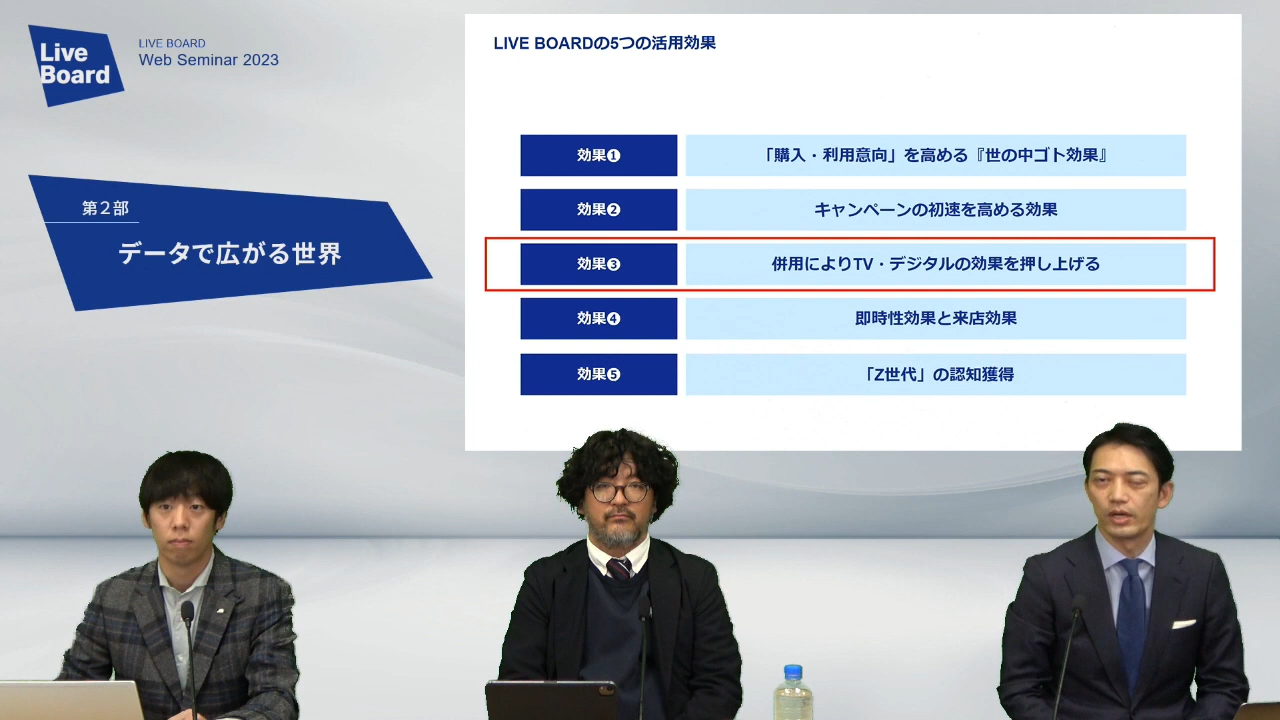 Live
Board
LIVE BOARD
Web Seminar 2023
第２部
データで広がる世界
LIVE BOARDの5つの活用効果
効果❶
「購入・利用意向」を高める『世の中ゴト効果』
効果❷
キャンペーンの初速を高める効果
効果❸
併用によりTV・デジタルの効果を押し上げる
効果❹
即時性効果と来店効果
効果❺
「Z世代」の認知獲得